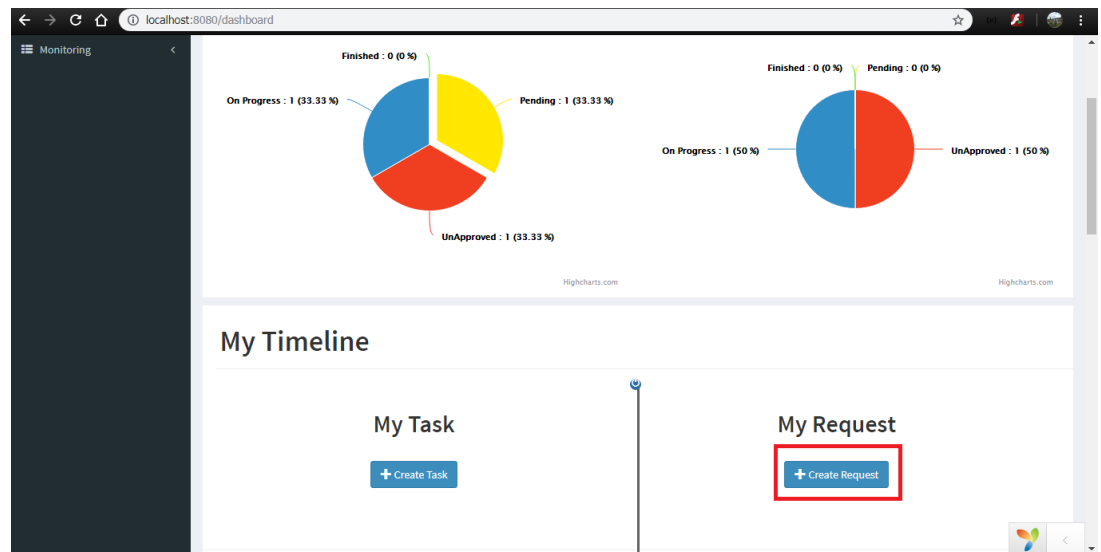 localhost:8080/dashboard
Monitoring
Finished : 0 (0 %)
On Progress : 1 (33.33 %)
Pending : 1 (33.33 %)
UnApproved : 1 (33.33 %)
Highcharts.com
Finished : 0 (0 %)
Pending : 0 (0 %)
On Progress : 1 (50 %)
UnApproved : 1 (50 %)
Highcharts.com
My Timeline
My Task
Create Task
My Request
Create Request